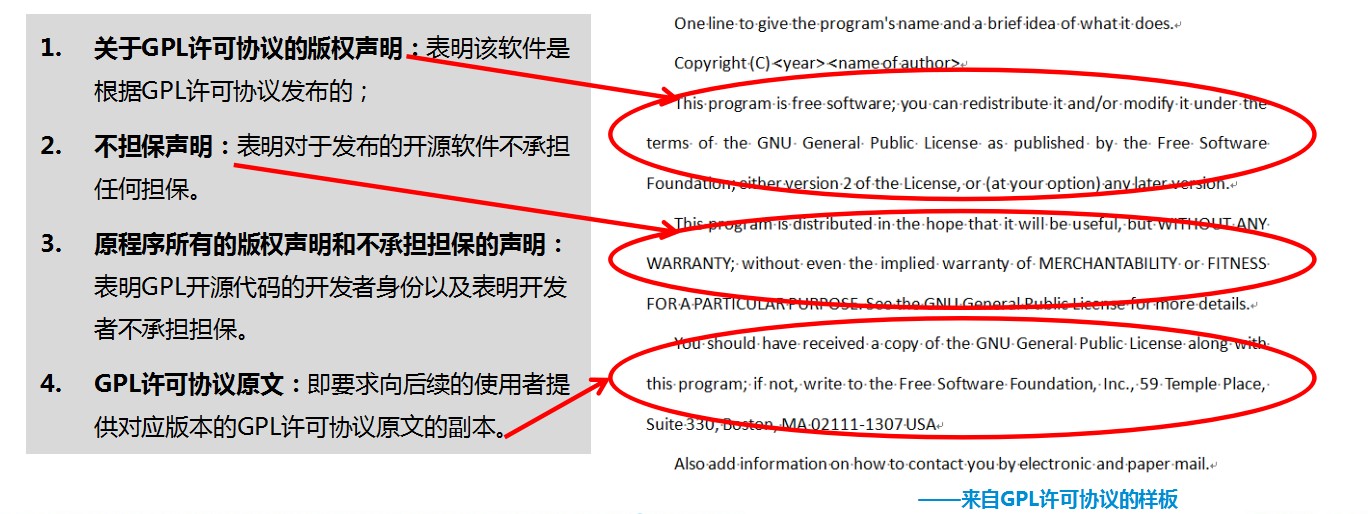 1. 关于GPL许可协议的版权声明：表明该软件是
根据GPL许可协议发布的；
2. 不担保声明：表明对于发布的开源软件不承担
任何担保。
3. 原程序所有的版权声明和不承担担保的声明：
表明GPL开源代码的开发者身份以及表明开发
者不承担担保。
4. GPL许可协议原文：即要求向后续的使用者提
供对应版本的GPL许可协议原文的副本。
One line to give the program's name and a brief idea of what it does.
Copyright (C) <year> <name of author>
This program is free software; you can redistribute it and/or modify it under the
terms of the GNU General Public License as published by the Free Software
Foundation; either version 2 of the License, or (at your option) any later version.
This program is distributed in the hope that it will be useful, but WITHOUT ANY
WARRANTY; without even the implied warranty of MERCHANTABILITY or FITNESS
FOR A PARTICULAR PURPOSE. See the GNU General Public License for more details.
You should have received a copy of the GNU General Public License along with
this program; if not, write to the Free Software Foundation, Inc., 59 Temple Place,
Suite 330, Boston, MA 02111-1307 USA
Also add information on how to contact you by electronic and paper mail.
——来自GPL许可协议的样板